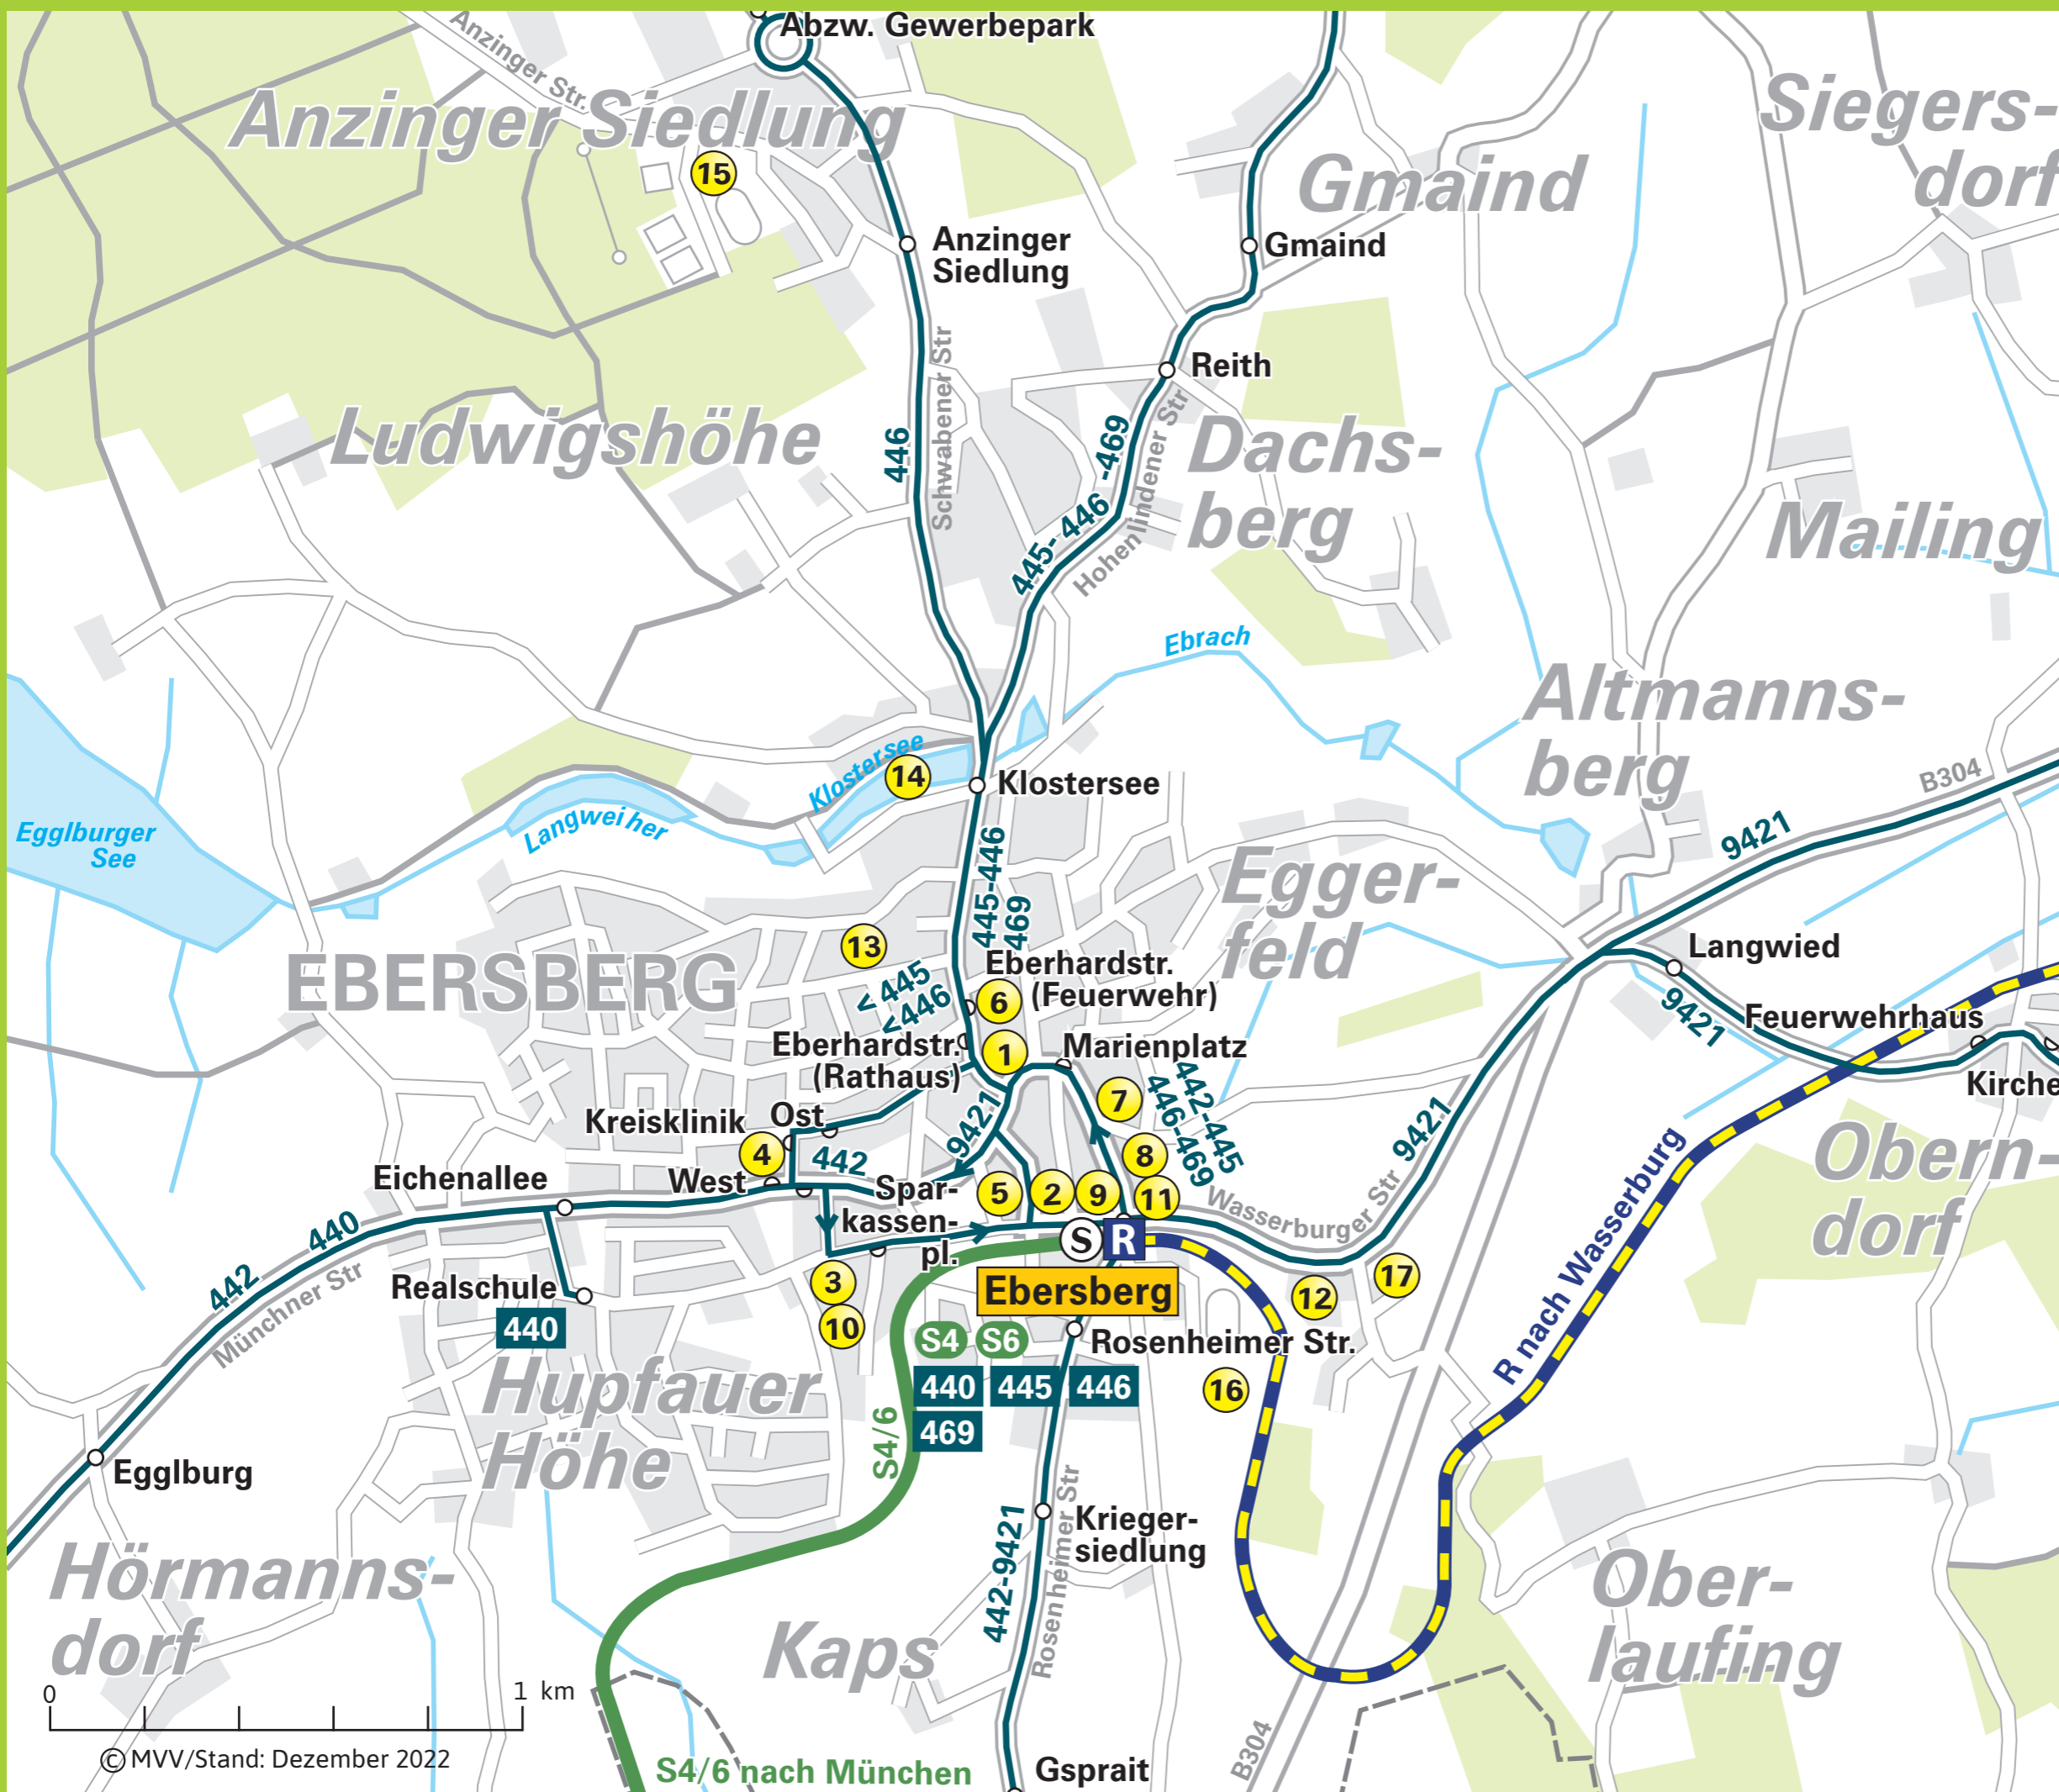 Abzw. Gewerbepark
Anzinger Str.
Anzinger Siedlung
Siegers-
dorf
15
Gmaind
Anzinger
Siedlung
Gmaind
Schwabener Str
Reith
Ludwigshöhe
446
445- 446 -469
Hohenlindener Str
Dachs-
berg
Mailing
Ebrach
Altmanns-
berg
Klostersee
14
Klostersee
Langweiher
Egglburger
See
B304
9421
445-446
469
Egger-
feld
13
EBERSBERG
< 445
<446
Eberhardstr.
(Feuerwehr)
6
Langwied
9421
Feuerwehrhaus
Kirche
Eberhardstr.
(Rathaus)
1
Marienplatz
7
442-445
446-469
Kreisklinik
Ost
4
442
9421
8
9421
Obern-
dorf
Eichenallee
West
Spar-
kassen-
pl.
5
2
9
11
Wasserburger Str
440
442
Münchner Str
S
R
Ebersberg
R nach Wasserburg
Realschule
440
3
10
12
17
S4
S6
Rosenheimer Str.
440
445
446
469
16
Hupfauer
Höhe
S4/6
Egglburg
442-9421
Rosenheimer Str
Krieger-
siedlung
Hörmanns-
dorf
Kaps
Ober-
laufing
0
1 km
© MVV/Stand: Dezember 2022
S4/6 nach München
Gsprait
B304